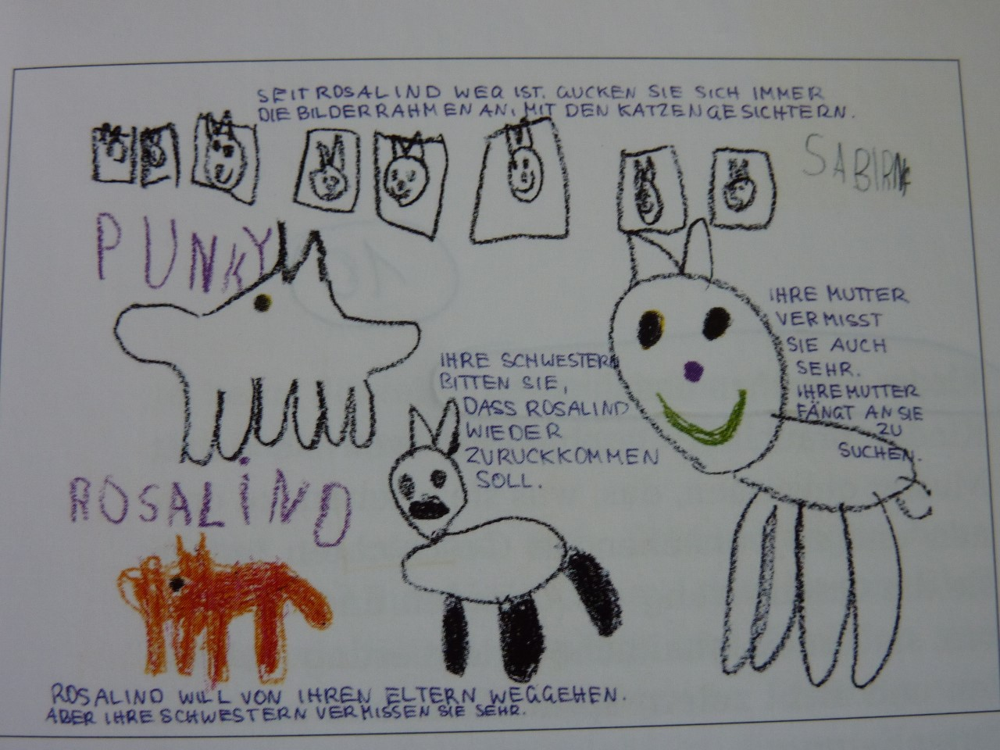 SEIT ROSALIND WEG IST. GUCKEN SIE SICH IMMER
DIE BILDERRAHMEN AN, MIT DEN KATZENGESICHTERN.
SABIRN
PUNKY
IHRE MUTTER
VERMISST
SIE AUCH
SEHR.
IHRE MUTTER
FÄNGT AN SIE
ZU
SUCHEN.
IHRE SCHWESTERN
BITTEN SIE,
DASS ROSALIND
WIEDER
ZURUCKKOMMEN
SOLL.
ROSALIND
ROSALIND WILL VON IHREN ELTERN WEGGEHEN.
ABER IHRE SCHWESTERN VERMISSEN SIE SEHR.